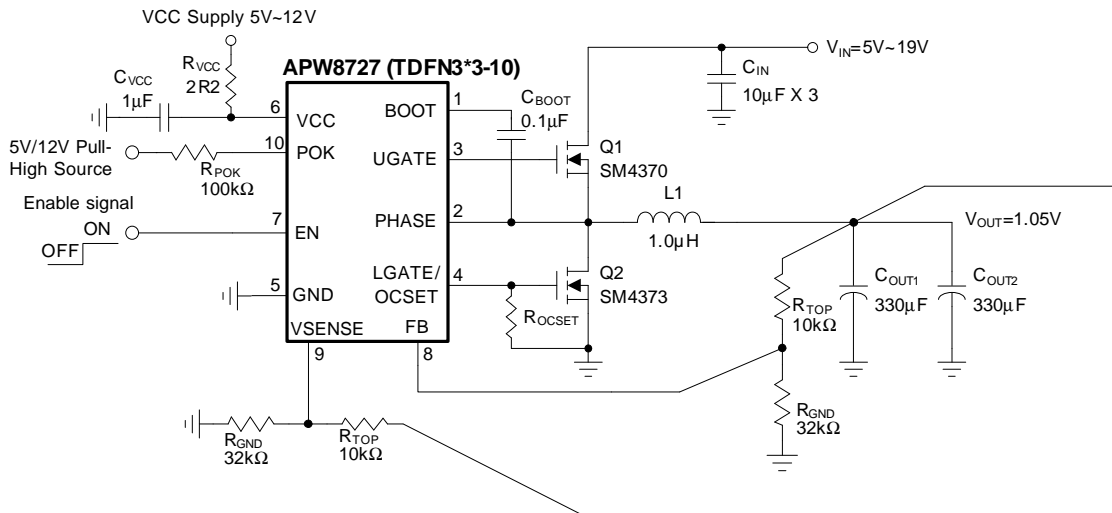 VCC Supply 5V~12V
RVCC
2R2
CVCC
1µF
5V/12V Pull-
High Source
RPOK
100kΩ
Enable signal
ON
OFF
APW8727 (TDFN3*3-10)
6
VCC
10
POK
7
EN
5
GND
VSENSE
9
BOOT
1
UGATE
3
PHASE
2
LGATE/
OCSET
4
FB
8
CBOOT
0.1µF
Q1
SM4370
VIN=5V~19V
CIN
10µF X 3
L1
1.0µH
Q2
SM4373
ROCSET
VOUT=1.05V
RTOP
10kΩ
COUT1
330µF
COUT2
330µF
RGND
32kΩ
RGND
32kΩ
RTOP
10kΩ